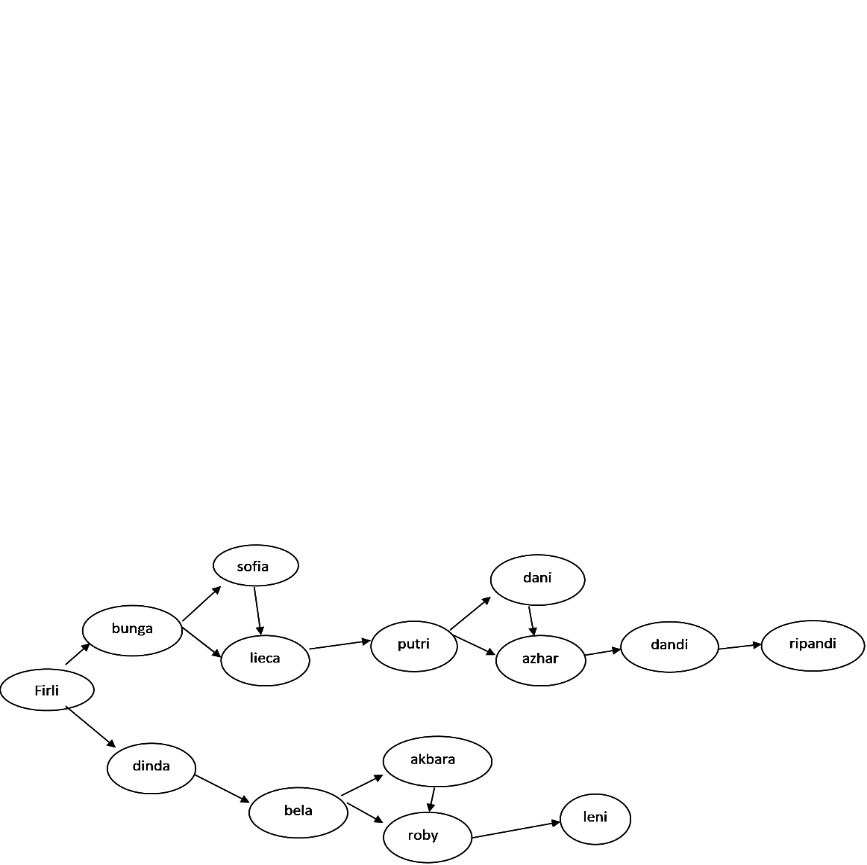 sofia
dani
bunga
putri
dandi
ripandi
lieca
azhar
Firli
akbara
dinda
bela
leni
roby